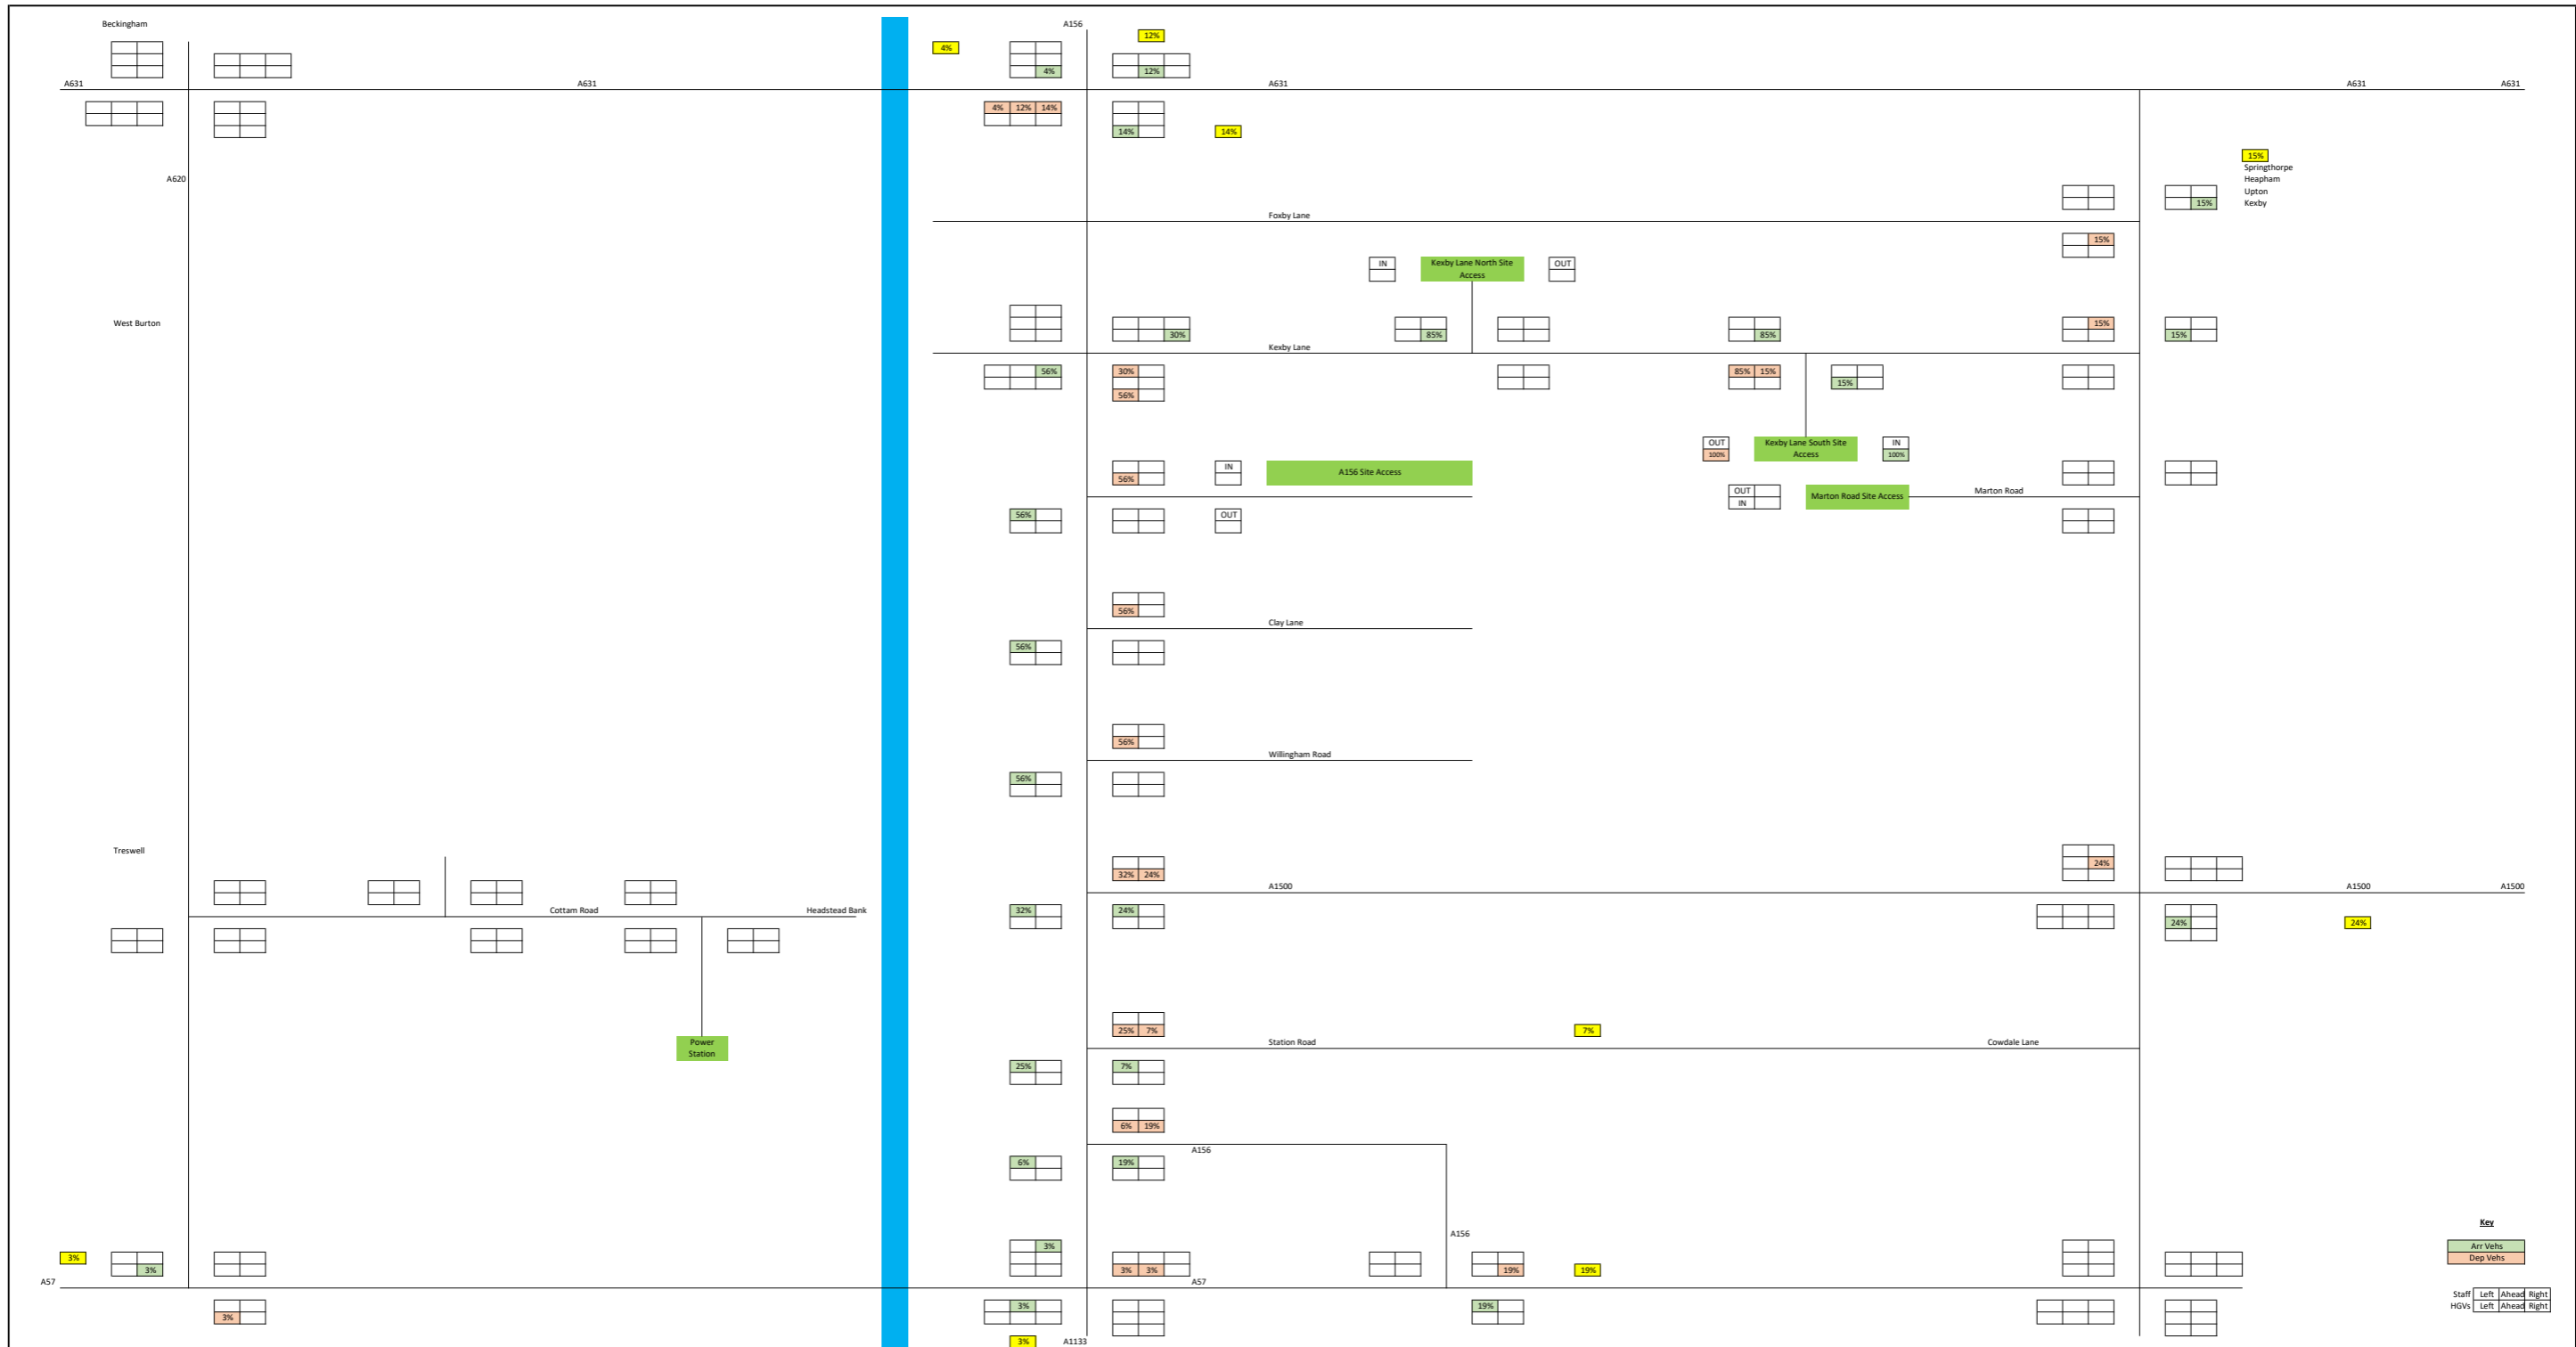 Beckingham
A156
12%
4%
4%
12%
A631
A631
A631
A631
A631
4% 12% 14%
14%
14%
15%
Springthorpe
Heapham
Upton
Kexby
A620
15%
Foxby Lane
15%
IN
Kexby Lane North Site
Access
OUT
West Burton
30%
85%
85%
15%
15%
Kexby Lane
56%
30%
56%
85% 15%
15%
OUT
100%
Kexby Lane South Site
Access
IN
100%
56%
IN
A156 Site Access
OUT
IN
Marton Road Site Access
Marton Road
56%
OUT
56%
Clay Lane
56%
56%
Willingham Road
56%
Treswell
32% 24%
24%
A1500
A1500
A1500
Cottam Road
Headstead Bank
32%
24%
24%
24%
25% 7%
7%
Power
Station
Station Road
Cowdale Lane
25%
7%
6% 19%
A156
6%
19%
A156
Key
Arr Vehs
Dep Vehs
3%
3%
3%
3% 3%
19%
19%
A57
A57
3%
3%
19%
Staff Left Ahead Right
HGVs Left Ahead Right
3%
A1133